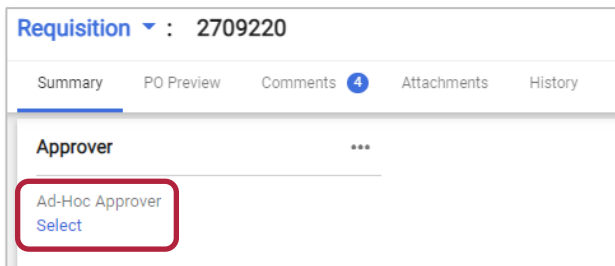 Requisition : 2709220
Summary PO Preview Comments 4 Attachments History
Approver
Ad-Hoc Approver
Select